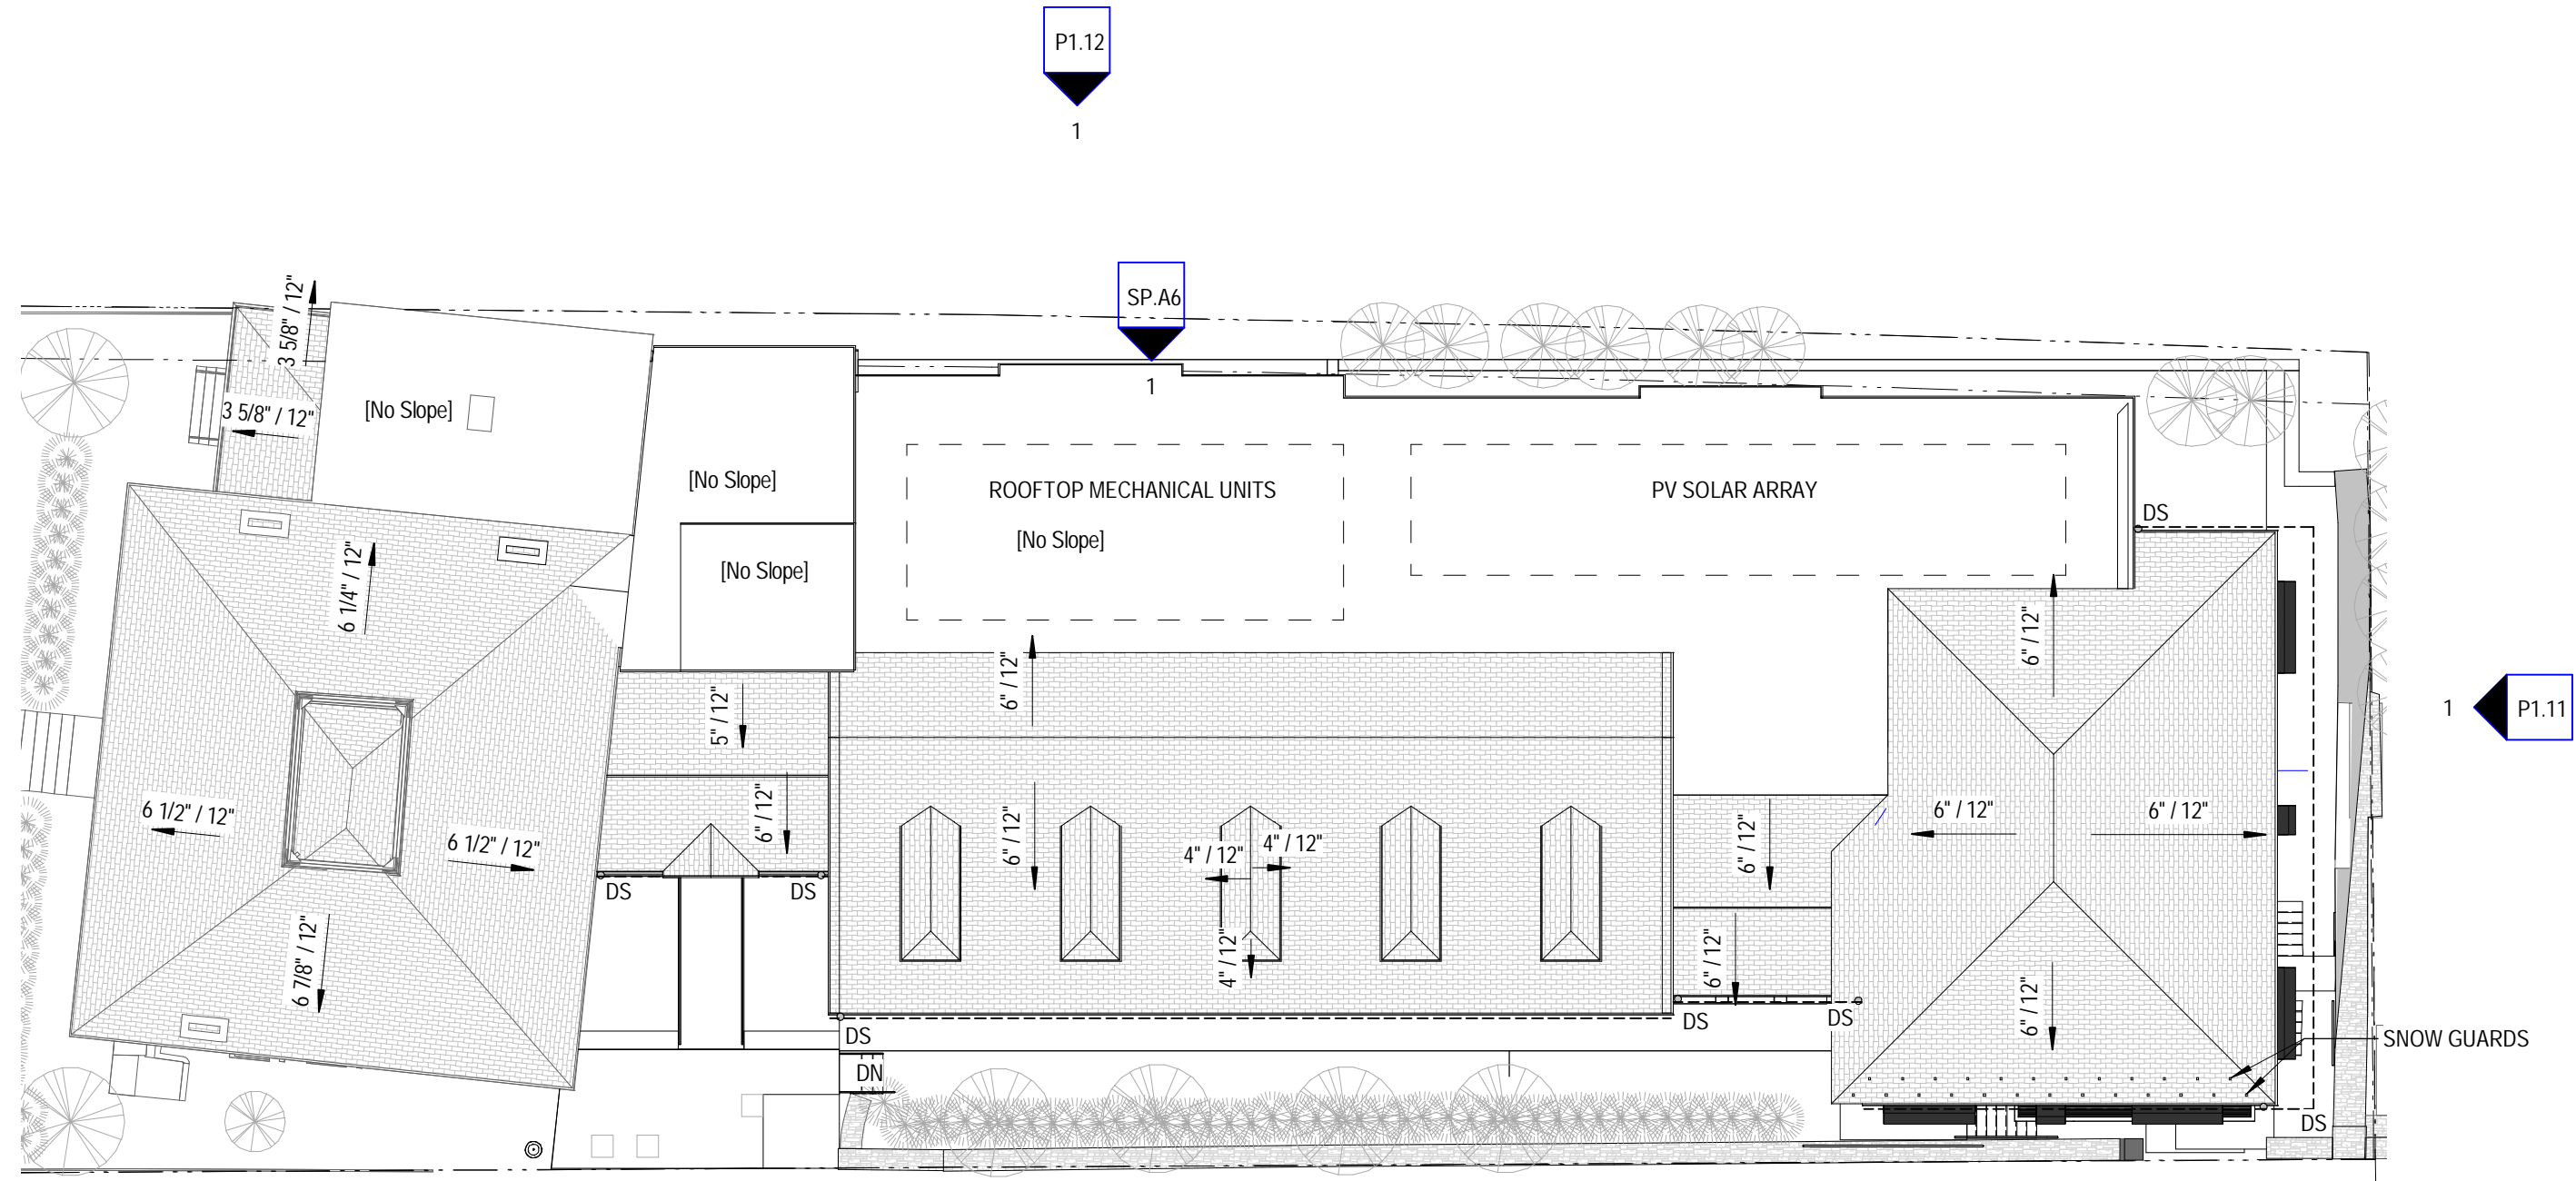 P1.12
1
SP.A6
1
3 5/8" / 12"
3 5/8" / 12"
[No Slope]
[No Slope]
[No Slope]
ROOFTOP MECHANICAL UNITS
[No Slope]
PV SOLAR ARRAY
DS
6 1/4" / 12"
6" / 12"
6" / 12"
5" / 12"
1
P1.11
6 1/2" / 12"
6 1/2" / 12"
6" / 12"
6" / 12"
4" / 12"
4" / 12"
6" / 12"
6" / 12"
6" / 12"
DS
DS
6 7/8" / 12"
4" / 12"
6" / 12"
6" / 12"
DS
DS
DS
SNOW GUARDS
DN
DS